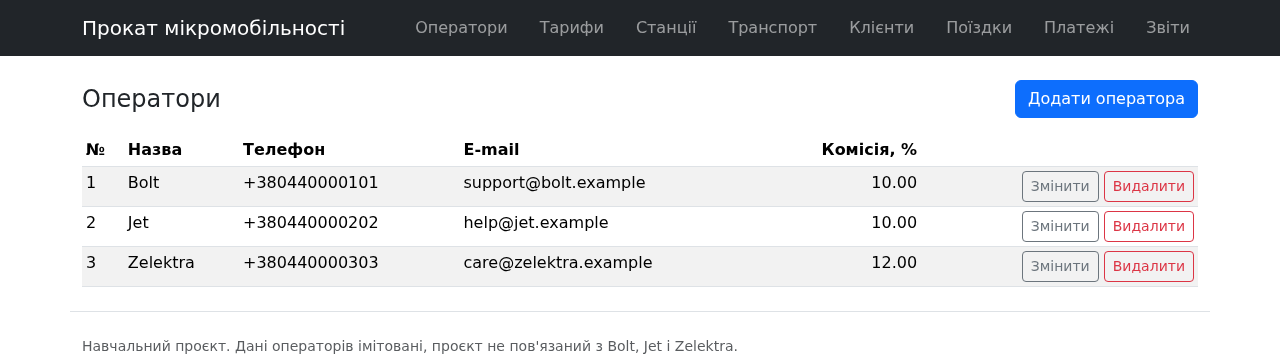 Прокат мікромобільності Оператори Тарифи Станції Транспорт Клієнти Поїздки Платежі Звіти
Оператори Додати оператора
№ Назва Телефон E-mail Комісія, %
1 Bolt +380440000101 support@bolt.example 10.00 Змінити Видалити
2 Jet +380440000202 help@jet.example 10.00 Змінити Видалити
3 Zelektra +380440000303 care@zelektra.example 12.00 Змінити Видалити
Навчальний проєкт. Дані операторів імітовані, проєкт не пов'язаний з Bolt, Jet і Zelektra.